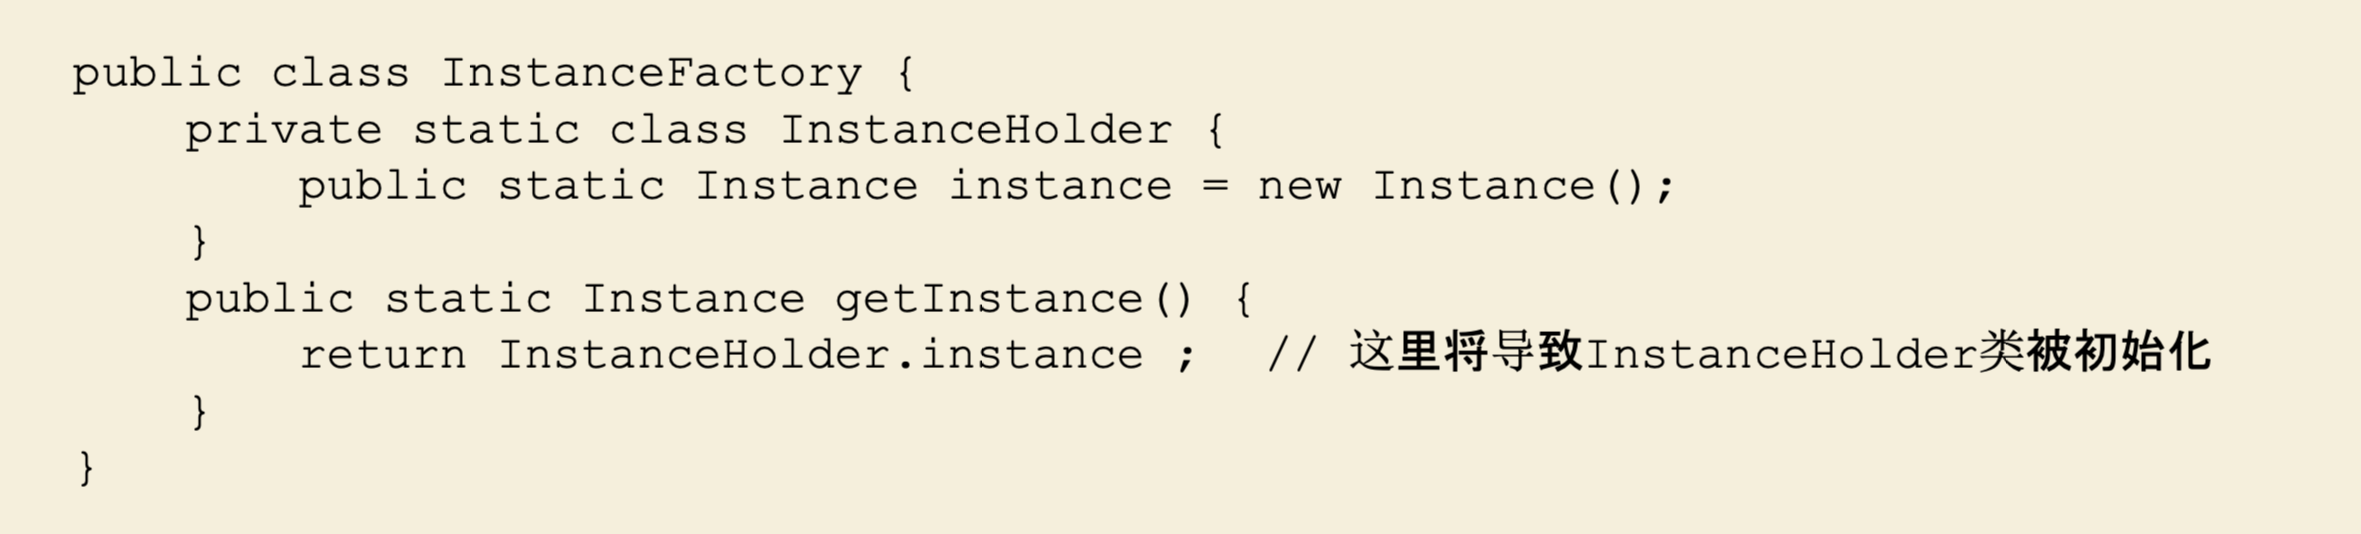 public class InstanceFactory {
    private static class InstanceHolder {
        public static Instance instance = new Instance();
    }
    public static Instance getInstance() {
        return InstanceHolder.instance ;  // 这里将导致InstanceHolder类被初始化
    }
}